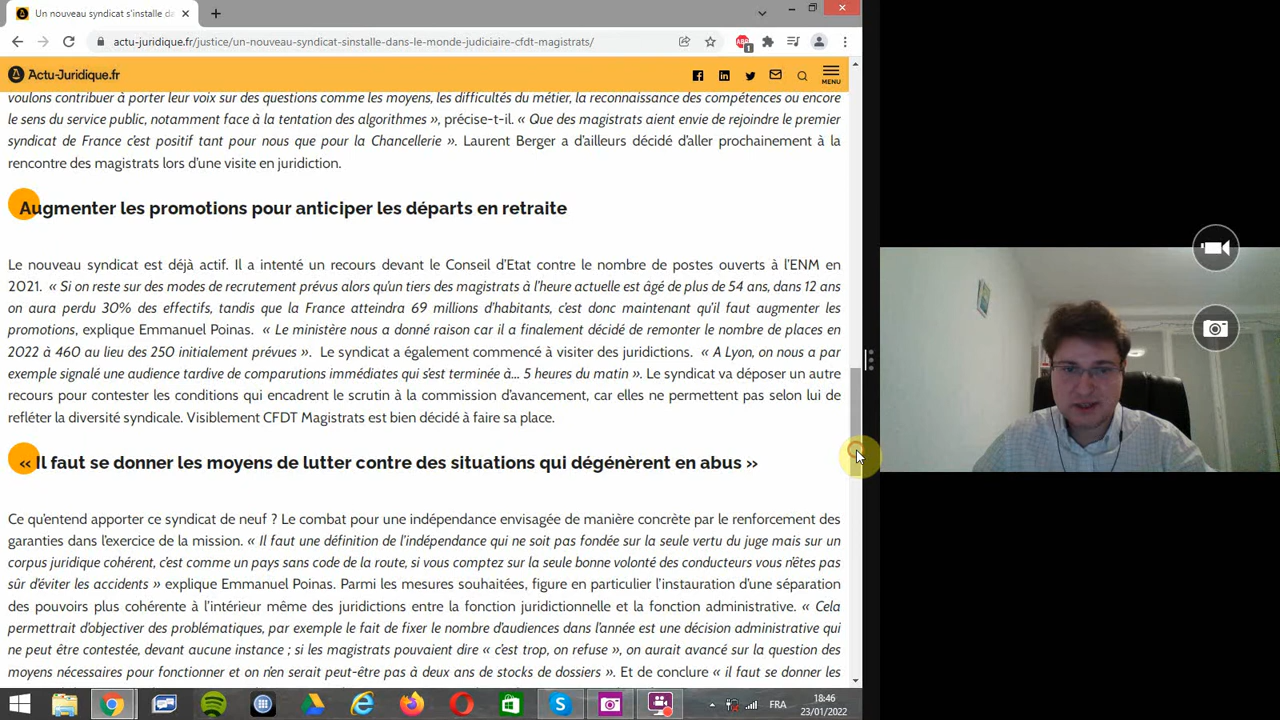 Un nouveau syndicat s'installe da
actu-juridique.fr/justice/un-nouveau-syndicat-sinstalle-dans-le-monde-judiciaire-cfdt-magistrats/
ABP
1
Actu-Juridique.fr
MENU
voulons contribuer à porter leur voix sur des questions comme les moyens, les difficultés du métier, la reconnaissance des compétences ou encore
le sens du service public, notamment face à la tentation des algorithmes », précise-t-il. « Que des magistrats aient envie de rejoindre le premier
syndicat de France c'est positif tant pour nous que pour la Chancellerie ». Laurent Berger a d'ailleurs décidé d'aller prochainement à la
rencontre des magistrats lors d'une visite en juridiction.
Augmenter les promotions pour anticiper les départs en retraite
Le nouveau syndicat est déjà actif. Il a intenté un recours devant le Conseil d'Etat contre le nombre de postes ouverts à l'ENM en
2021. « Si on reste sur des modes de recrutement prévus alors qu'un tiers des magistrats à l'heure actuelle est âgé de plus de 54 ans, dans 12 ans
on aura perdu 30% des effectifs, tandis que la France atteindra 69 millions d'habitants, c'est donc maintenant qu'il faut augmenter les
promotions, explique Emmanuel Poinas. « Le ministère nous a donné raison car il a finalement décidé de remonter le nombre de places en
2022 à 460 au lieu des 250 initialement prévues ». Le syndicat a également commencé à visiter des juridictions. « A Lyon, on nous a par
exemple signalé une audience tardive de comparutions immédiates qui s'est terminée à… 5 heures du matin ». Le syndicat va déposer un autre
recours pour contester les conditions qui encadrent le scrutin à la commission d'avancement, car elles ne permettent pas selon lui de
refléter la diversité syndicale. Visiblement CFDT Magistrats est bien décidé à faire sa place.
« Il faut se donner les moyens de lutter contre des situations qui dégénèrent en abus »
Ce qu'entend apporter ce syndicat de neuf ? Le combat pour une indépendance envisagée de manière concrète par le renforcement des
garanties dans l'exercice de la mission. « Il faut une définition de l'indépendance qui ne soit pas fondée sur la seule vertu du juge mais sur un
corpus juridique cohérent, c'est comme un pays sans code de la route, si vous comptez sur la seule bonne volonté des conducteurs vous n'êtes pas
sûr d'éviter les accidents » explique Emmanuel Poinas. Parmi les mesures souhaitées, figure en particulier l'instauration d'une séparation
des pouvoirs plus cohérente à l'intérieur même des juridictions entre la fonction juridictionnelle et la fonction administrative. « Cela
permettrait d'objectiver des problématiques, par exemple le fait de fixer le nombre d'audiences dans l'année est une décision administrative qui
ne peut être contestée, devant aucune instance ; si les magistrats pouvaient dire « c'est trop, on refuse », on aurait avancé sur la question des
moyens nécessaires pour fonctionner et on n'en serait peut-être pas à deux ans de stocks de dossiers ». Et de conclure « il faut se donner les
FR
18:46
23/01/2022